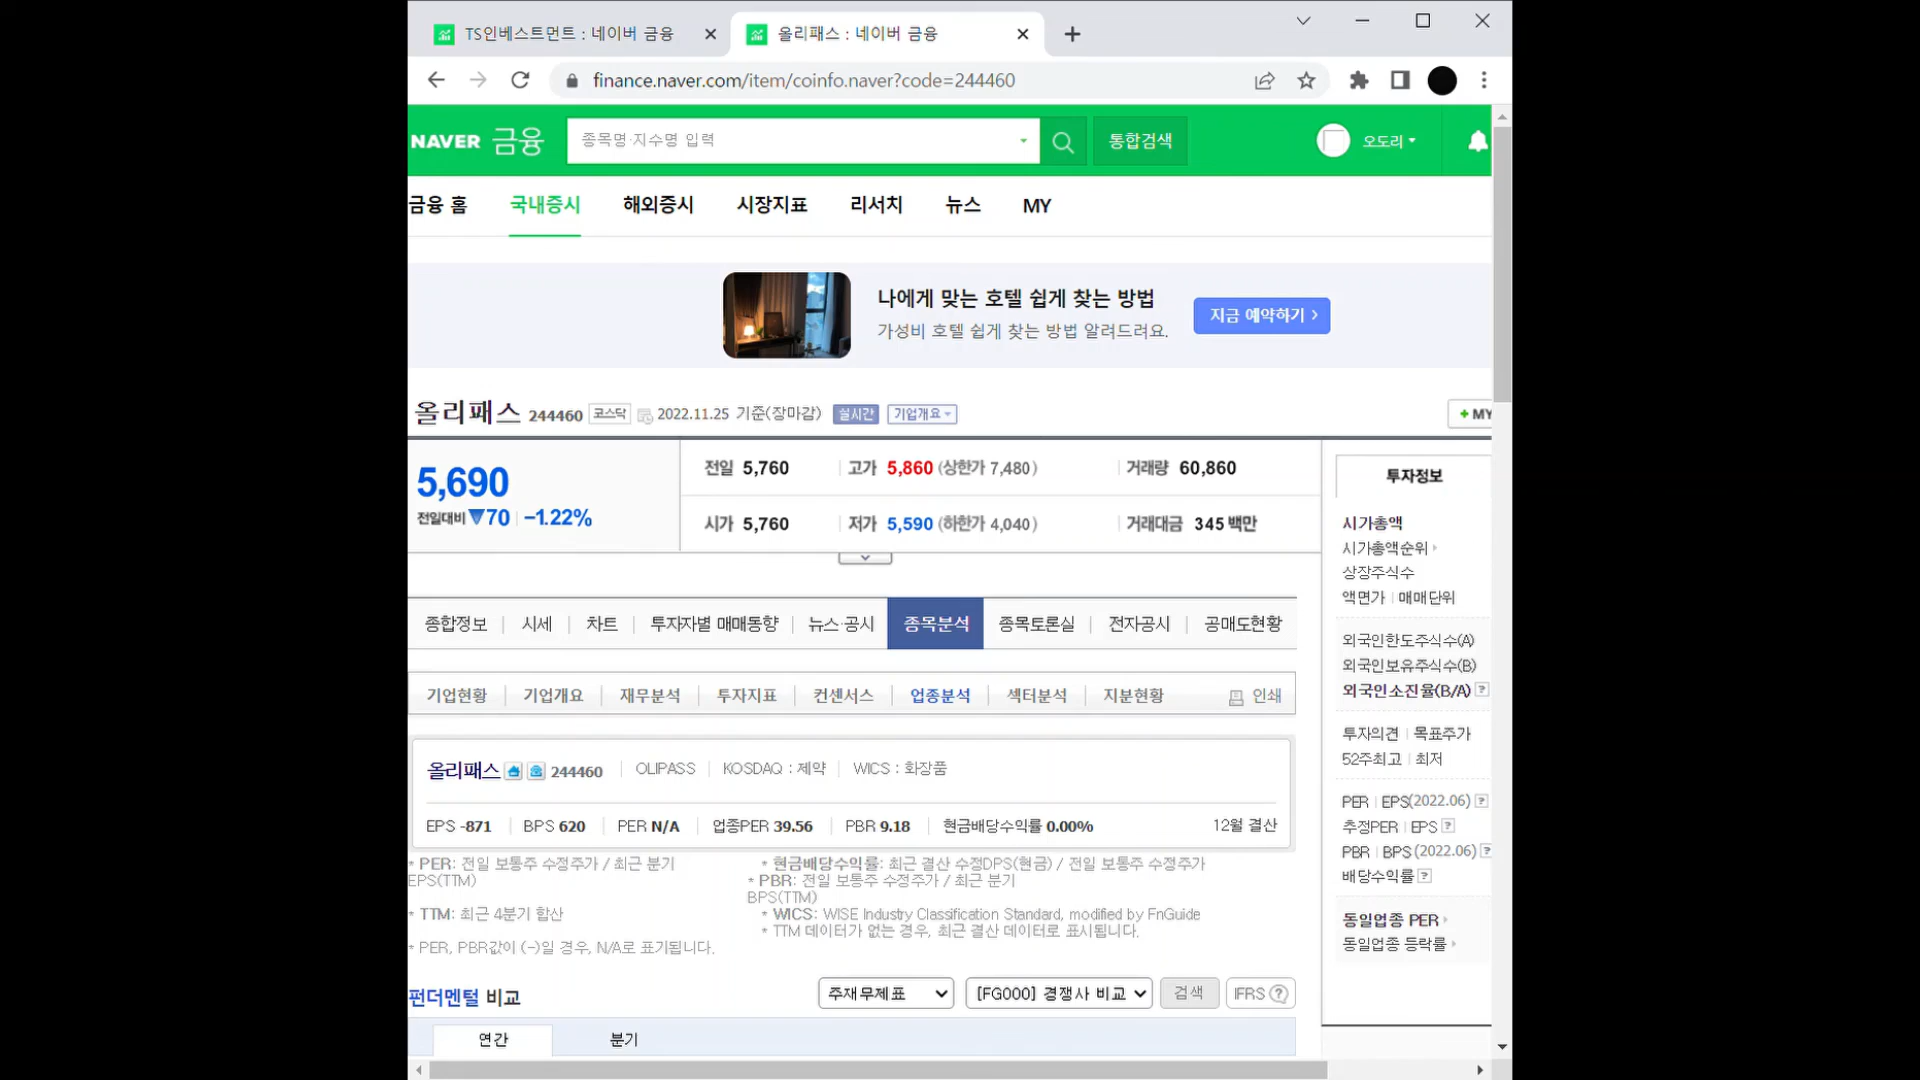 TS인베스트먼트 : 네이버 금융
올리패스 : 네이버 금융
finance.naver.com/item/coinfo.naver?code=244460
NAVER 금융
종목명·지수명 입력
통합검색
오도리
금융 홈 국내증시 해외증시 시장지표 리서치 뉴스 MY
나에게 맞는 호텔 쉽게 찾는 방법
가성비 호텔 쉽게 찾는 방법 알려드려요.
지금 예약하기 >
올리패스 244460 코스닥 2022.11.25 기준(장마감) 실시간 기업개요
+ MY
5,690
전일대비 ▼70 | -1.22%
전일 5,760 | 고가 5,860 (상한가 7,480) | 거래량 60,860
시가 5,760 | 저가 5,590 (하한가 4,040) | 거래대금 345 백만
종합정보 | 시세 | 차트 | 투자자별 매매동향 | 뉴스·공시 종목분석 종목토론실 | 전자공시 | 공매도현황
기업현황 | 기업개요 | 재무분석 | 투자지표 | 컨센서스 | 업종분석 | 섹터분석 | 지분현황 인쇄
올리패스 244460 | OLIPASS | KOSDAQ : 제약 | WICS : 화장품
EPS -871 | BPS 620 | PER N/A | 업종PER 39.56 | PBR 9.18 | 현금배당수익률 0.00% 12월 결산
* PER: 전일 보통주 수정주가 / 최근 분기
EPS(TTM)
* TTM: 최근 4분기 합산
* PER, PBR값이 (-)일 경우, N/A로 표기됩니다.
* 현금배당수익률: 최근 결산 수정DPS(현금) / 전일 보통주 수정주가
* PBR: 전일 보통주 수정주가 / 최근 분기
BPS(TTM)
* WICS: WISE Industry Classification Standard, modified by FnGuide
* TTM 데이터가 없는 경우, 최근 결산 데이터로 표시됩니다.
펀더멘털 비교
주재무제표 [FG000] 경쟁사 비교 검색 IFRS ?
연간 분기
투자정보
시가총액
시가총액순위
상장주식수
액면가 | 매매단위
외국인한도주식수(A)
외국인보유주식수(B)
외국인소진율(B/A) ?
투자의견 | 목표주가
52주최고 | 최저
PER | EPS(2022.06) ?
추정PER | EPS ?
PBR | BPS (2022.06) ?
배당수익률 ?
동일업종 PER
동일업종 등락률